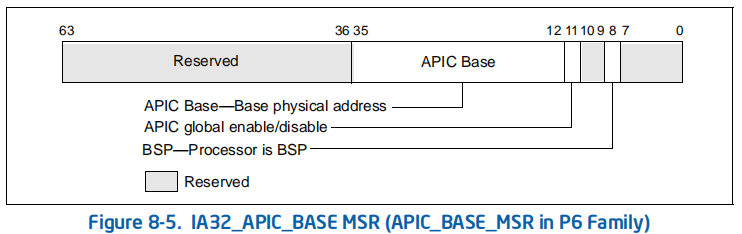 63 36 35 12 11 10 9 8 7 0
Reserved APIC Base
APIC Base—Base physical address
APIC global enable/disable
BSP—Processor is BSP
Reserved
Figure 8-5. IA32_APIC_BASE MSR (APIC_BASE_MSR in P6 Family)